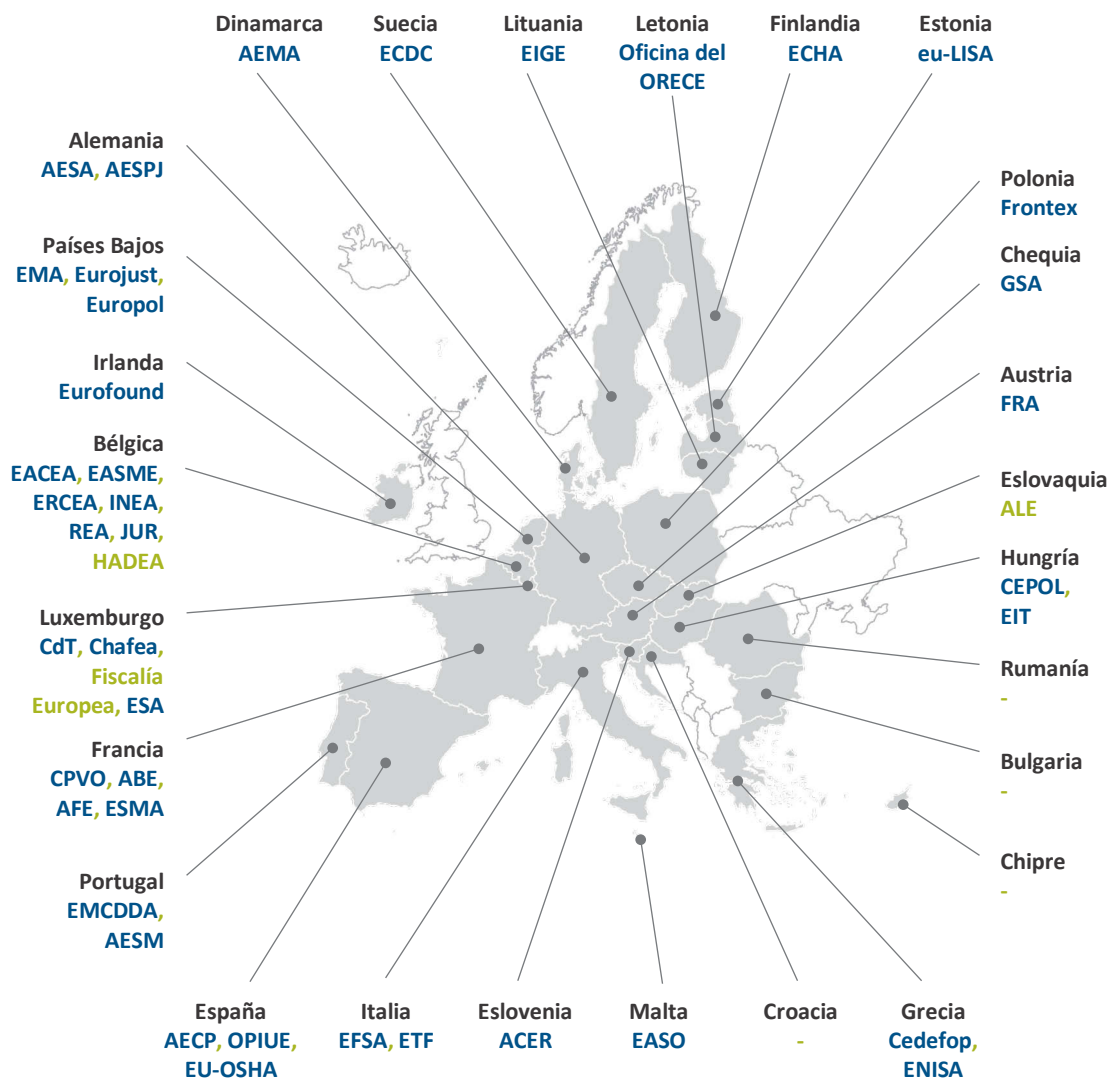 Dinamarca
AEMA
Suecia
ECDC
Lituania
EIGE
Letonia
Oficina del
ORECE
Finlandia
ECHA
Estonia
eu-LISA
Alemania
AESA, AESPJ
Polonia
Frontex
Países Bajos
EMA, Eurojust,
Europol
Chequia
GSA
Irlanda
Eurofound
Austria
FRA
Bélgica
EACEA, EASME,
ERCEA, INEA,
REA, JUR,
HADEA
Eslovaquia
ALE
Hungría
CEPOL,
EIT
Luxemburgo
CdT, Chafea,
Fiscalía
Europea, ESA
Rumanía
-
Francia
CPVO, ABE,
AFE, ESMA
Bulgaria
-
Chipre
-
Portugal
EMCDDA,
AESM
España
AECP, OPIUE,
EU-OSHA
Italia
EFSA, ETF
Eslovenia
ACER
Malta
EASO
Croacia
-
Grecia
Cedefop,
ENISA